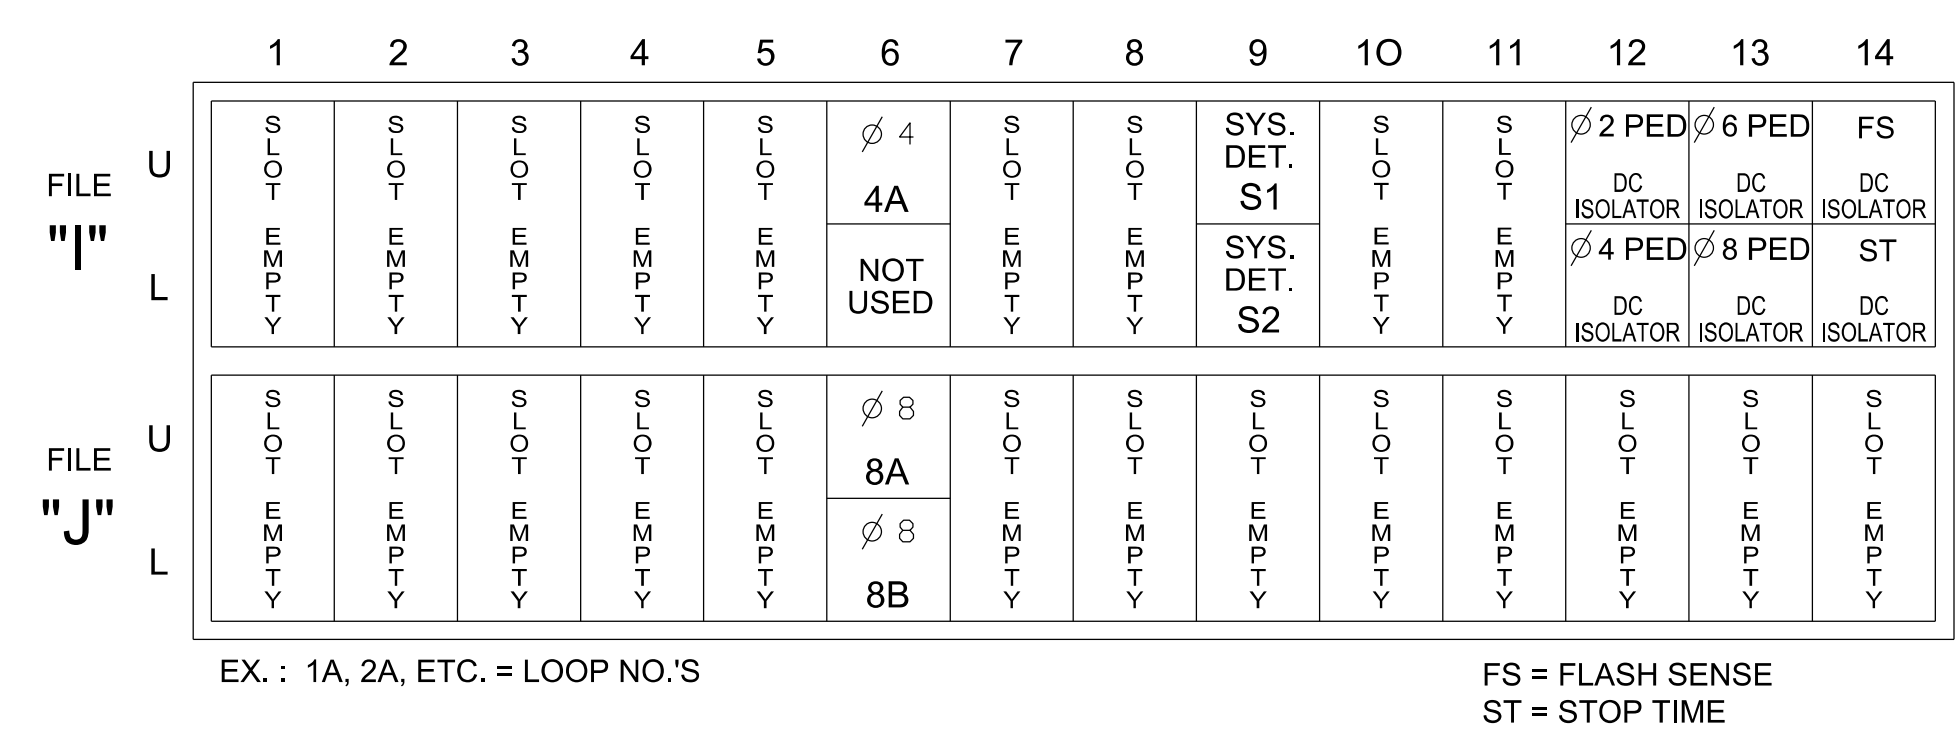 1 2 3 4 5 6 7 8 9 10 11 12 13 14
FILE "I"
U
L
SLOT EMPTY
SLOT EMPTY
SLOT EMPTY
SLOT EMPTY
SLOT EMPTY
∅ 4
4A
NOT
USED
SLOT EMPTY
SLOT EMPTY
SYS.
DET.
S1
SYS.
DET.
S2
SLOT EMPTY
SLOT EMPTY
∅ 2 PED
DC
ISOLATOR
∅ 4 PED
DC
ISOLATOR
∅ 6 PED
DC
ISOLATOR
∅ 8 PED
DC
ISOLATOR
FS
DC
ISOLATOR
ST
DC
ISOLATOR
FILE "J"
U
L
SLOT EMPTY
SLOT EMPTY
SLOT EMPTY
SLOT EMPTY
SLOT EMPTY
∅ 8
8A
∅ 8
8B
SLOT EMPTY
SLOT EMPTY
SLOT EMPTY
SLOT EMPTY
SLOT EMPTY
SLOT EMPTY
SLOT EMPTY
SLOT EMPTY
EX. : 1A, 2A, ETC. = LOOP NO.'S
FS = FLASH SENSE
ST = STOP TIME